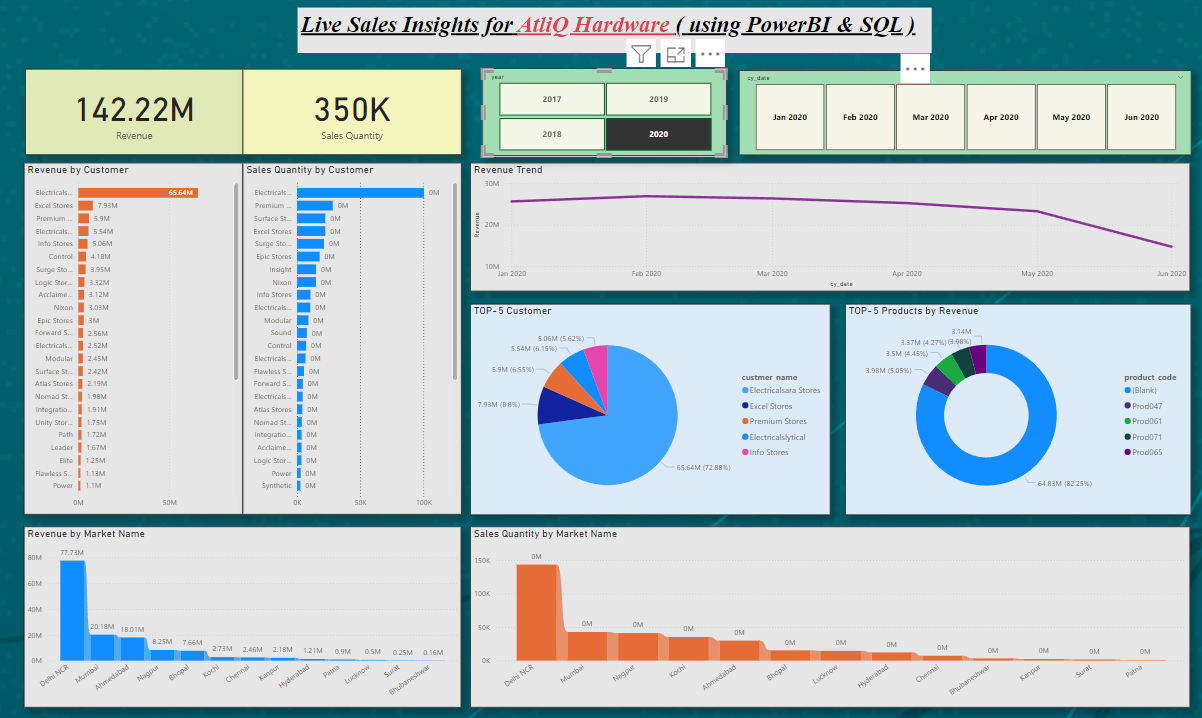 Live Sales Insights for AtliQ Hardware ( using PowerBI & SQL )
142.22M
Revenue
350K
Sales Quantity
year
2017
2019
2018
2020
cy_date
Jan 2020
Feb 2020
Mar 2020
Apr 2020
May 2020
Jun 2020
Revenue by Customer
Electricals... 65.64M
Excel Stores 7.93M
Premium ... 5.9M
Electricals... 5.54M
Info Stores 5.06M
Control 4.18M
Surge Sto... 3.95M
Logic Stor... 3.32M
Acclaime... 3.12M
Nixon 3.03M
Epic Stores 3M
Forward S... 2.56M
Electricals... 2.52M
Modular 2.45M
Surface St... 2.42M
Atlas Stores 2.19M
Nomad St... 1.98M
Integratio... 1.91M
Unity Stor... 1.75M
Path 1.72M
Leader 1.67M
Elite 1.25M
Flawless S... 1.13M
Power 1.1M
0M 50M
Sales Quantity by Customer
Electricals... 0M
Premium ... 0M
Surface St... 0M
Excel Stores 0M
Surge Sto... 0M
Epic Stores 0M
Insight 0M
Nixon 0M
Info Stores 0M
Electricals... 0M
Modular 0M
Sound 0M
Control 0M
Electricals... 0M
Flawless S... 0M
Forward S... 0M
Electricals... 0M
Atlas Stores 0M
Nomad St... 0M
Integratio... 0M
Acclaime... 0M
Logic Stor... 0M
Power 0M
Synthetic 0M
0K 50K 100K
Revenue Trend
Revenue
30M
20M
10M
Jan 2020 Feb 2020 Mar 2020 Apr 2020 May 2020 Jun 2020
cy_date
TOP-5 Customer
5.06M (5.62%)
5.54M (6.15%)
5.9M (6.55%)
7.93M (8.8%)
65.64M (72.88%)
custmer_name
Electricalsara Stores
Excel Stores
Premium Stores
Electricalslytical
Info Stores
TOP-5 Products by Revenue
3.14M
(3.98%)
3.37M (4.27%)
3.5M (4.45%)
3.98M (5.05%)
64.83M (82.25%)
product_code
(Blank)
Prod047
Prod061
Prod071
Prod065
Revenue by Market Name
80M
60M
40M
20M
0M
77.73M
20.18M
18.01M
8.25M
7.66M
2.73M
2.46M
2.18M
1.21M
0.9M
0.5M
0.25M
0.16M
Delhi NCR
Mumbai
Ahmedabad
Nagpur
Bhopal
Kochi
Chennai
Kanpur
Hyderabad
Patna
Lucknow
Surat
Bhubaneshwar
Sales Quantity by Market Name
150K
100K
50K
0K
0M
0M
0M
0M
0M
0M
0M
0M
0M
0M
0M
0M
0M
Delhi NCR
Mumbai
Nagpur
Kochi
Ahmedabad
Bhopal
Lucknow
Hyderabad
Chennai
Bhubaneshwar
Kanpur
Surat
Patna